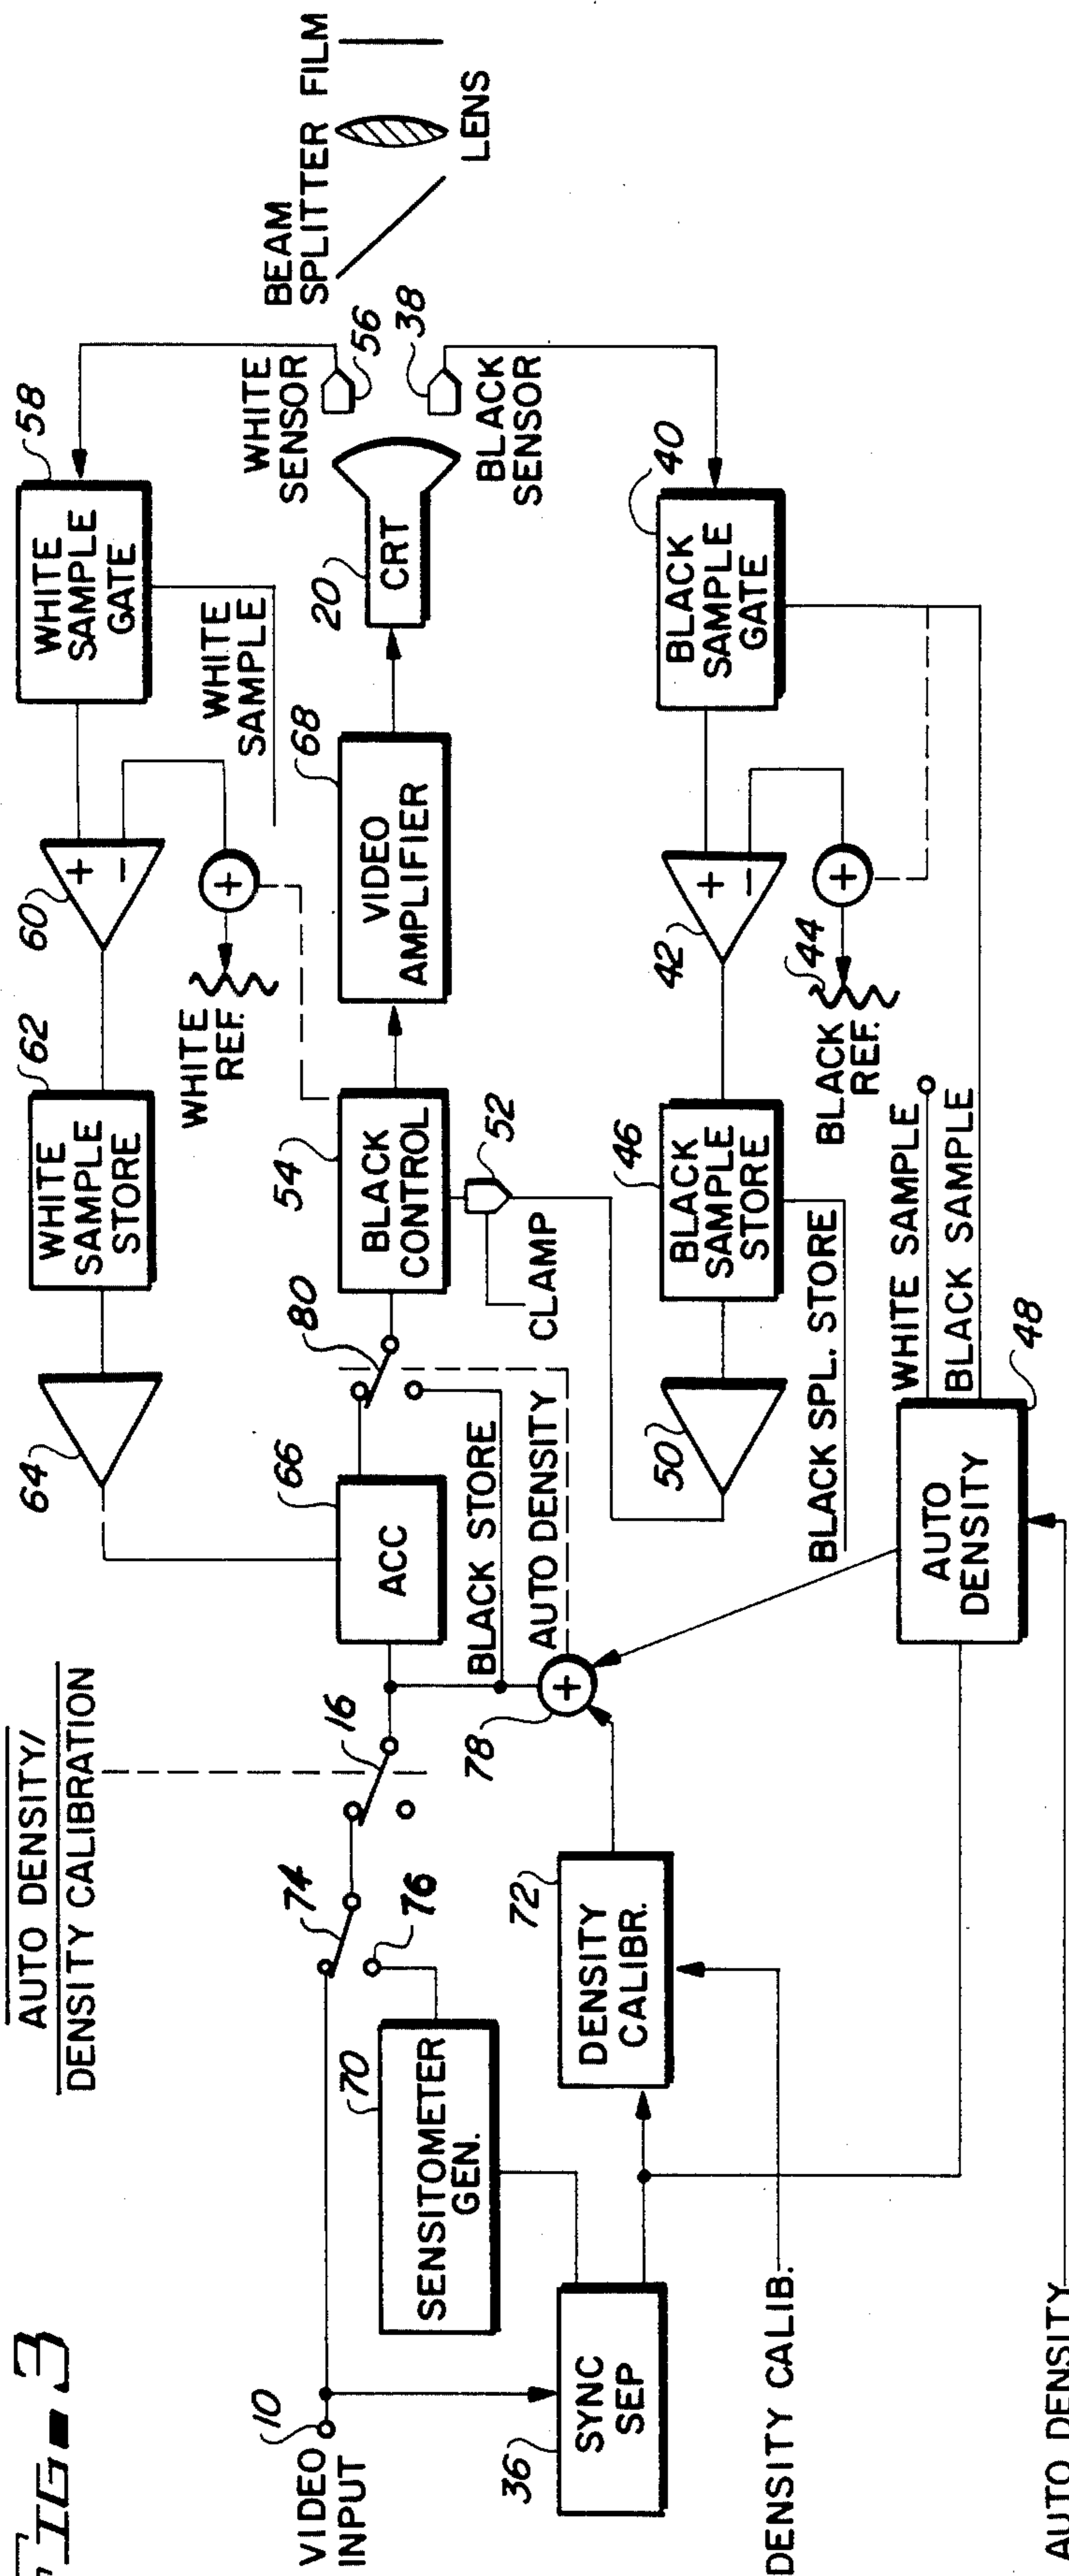 FIG-3
AUTO DENSITY/
DENSITY CALIBRATION
VIDEO
INPUT
10
36
SYNC
SEP
70
SENSITOMETER
GEN.
74
76
16
72
DENSITY
CALIBR.
78
+
DENSITY CALIB.
AUTO DENSITY
64
62
WHITE
SAMPLE
STORE
60
+
−
58
WHITE
SAMPLE
GATE
WHITE
REF.
+
WHITE
SAMPLE
66
ACC
80
BLACK STORE
AUTO DENSITY
54
BLACK
CONTROL
52
CLAMP
68
VIDEO
AMPLIFIER
20
CRT
WHITE
SENSOR
56
38
BLACK
SENSOR
BEAM
SPLITTER
FILM
LENS
50
46
BLACK
SAMPLE
STORE
BLACK SPL. STORE
42
+
−
44
BLACK
REF.
+
40
BLACK
SAMPLE
GATE
AUTO
DENSITY
48
WHITE SAMPLE
BLACK SAMPLE